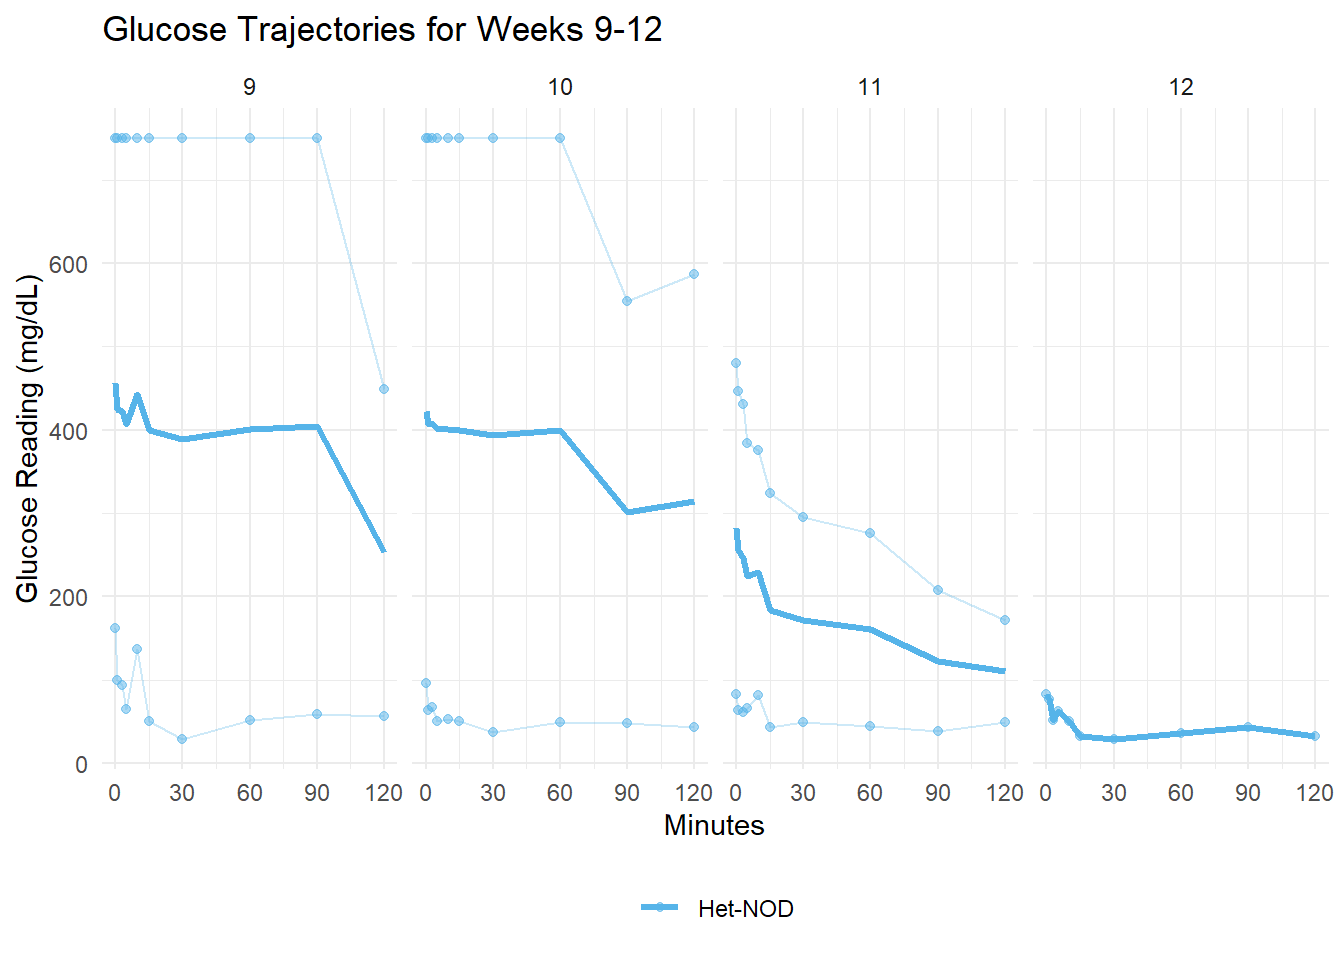 Glucose Trajectories for Weeks 9-12
9 10 11 12
Glucose Reading (mg/dL)
600
400
200
0
0 30 60 90 120 0 30 60 90 120 0 30 60 90 120 0 30 60 90 120
Minutes
Het-NOD